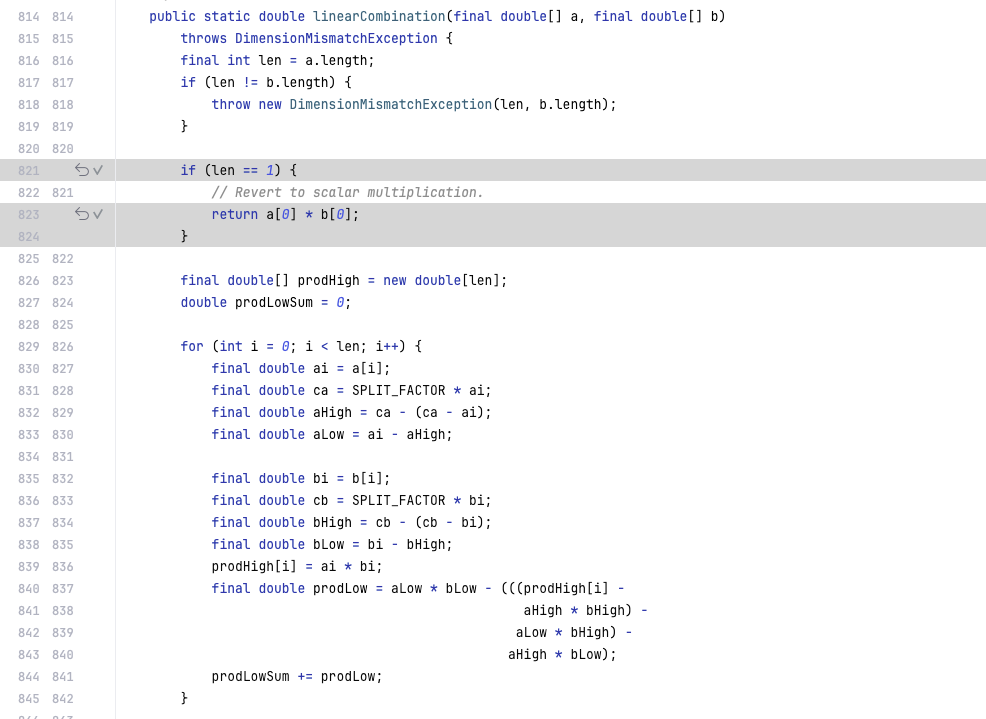 814 814 public static double linearCombination(final double[] a, final double[] b)
815 815 throws DimensionMismatchException {
816 816 final int len = a.length;
817 817 if (len != b.length) {
818 818 throw new DimensionMismatchException(len, b.length);
819 819 }
820 820
821 if (len == 1) {
822 821 // Revert to scalar multiplication.
823 return a[0] * b[0];
824 }
825 822
826 823 final double[] prodHigh = new double[len];
827 824 double prodLowSum = 0;
828 825
829 826 for (int i = 0; i < len; i++) {
830 827 final double ai = a[i];
831 828 final double ca = SPLIT_FACTOR * ai;
832 829 final double aHigh = ca - (ca - ai);
833 830 final double aLow = ai - aHigh;
834 831
835 832 final double bi = b[i];
836 833 final double cb = SPLIT_FACTOR * bi;
837 834 final double bHigh = cb - (cb - bi);
838 835 final double bLow = bi - bHigh;
839 836 prodHigh[i] = ai * bi;
840 837 final double prodLow = aLow * bLow - (((prodHigh[i] -
841 838 aHigh * bHigh) -
842 839 aLow * bHigh) -
843 840 aHigh * bLow);
844 841 prodLowSum += prodLow;
845 842 }